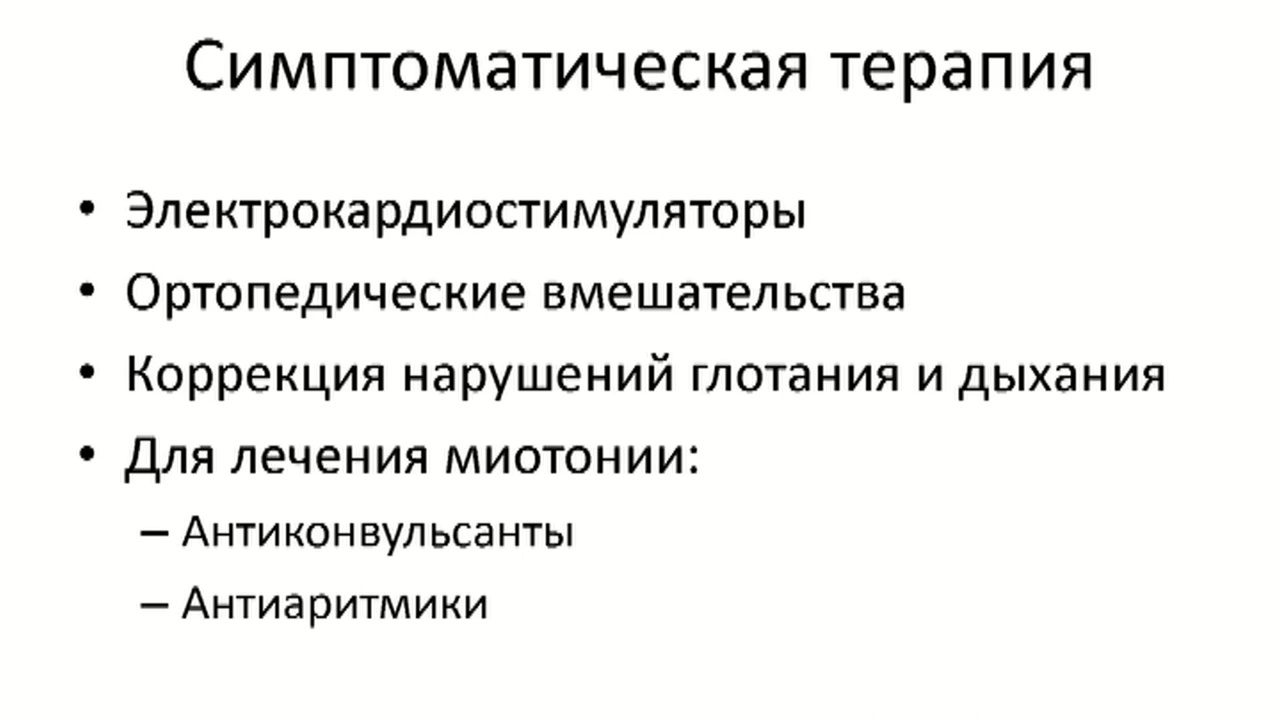 Симптоматическая терапия
• Электрокардиостимуляторы
• Ортопедические вмешательства
• Коррекция нарушений глотания и дыхания
• Для лечения миотонии:
– Антиконвульсанты
– Антиаритмики